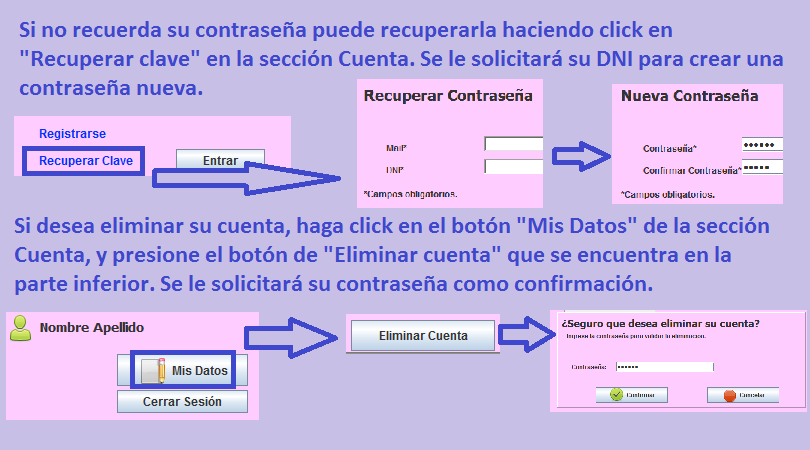 Si no recuerda su contraseña puede recuperarla haciendo click en
"Recuperar clave" en la sección Cuenta. Se le solicitará su DNI para crear una
contraseña nueva.
Registrarse
Recuperar Clave
Entrar
Recuperar Contraseña
Mail*
DNI*
*Campos obligatorios.
Nueva Contraseña
Contraseña*
Confirmar Contraseña*
*Campos obligatorios.
Si desea eliminar su cuenta, haga click en el botón "Mis Datos" de la sección
Cuenta, y presione el botón de "Eliminar cuenta" que se encuentra en la
parte inferior. Se le solicitará su contraseña como confirmación.
Nombre Apellido
Mis Datos
Cerrar Sesión
Eliminar Cuenta
¿Seguro que desea eliminar su cuenta?
Ingrese la contraseña para validar la eliminación.
Contraseña:
Confirmar
Cancelar